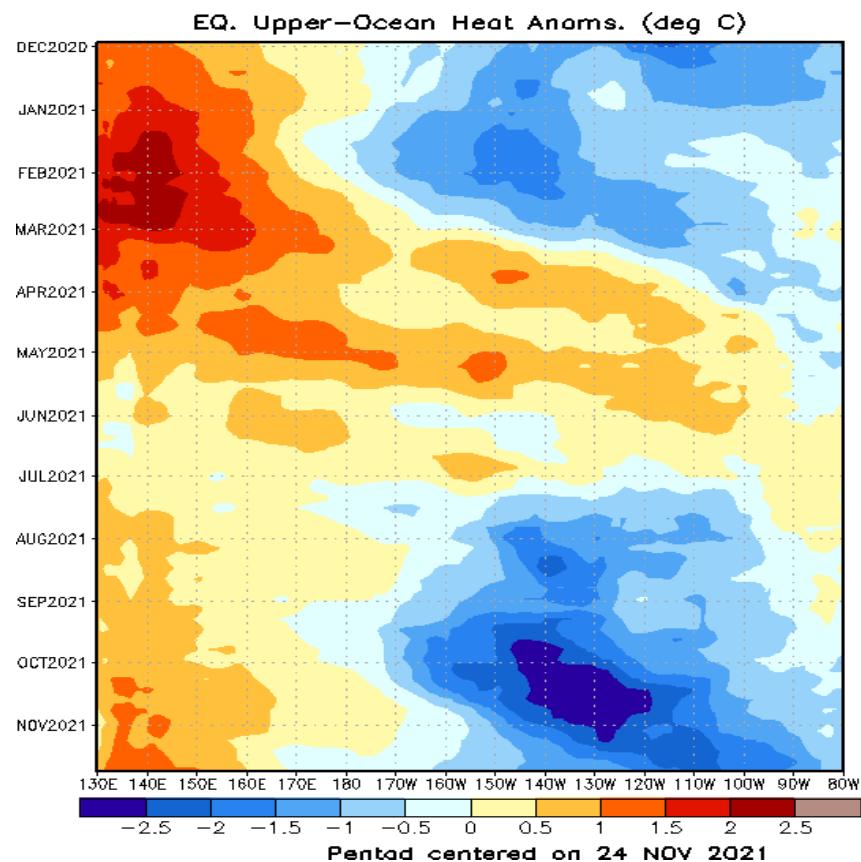 EQ. Upper-Ocean Heat Anoms. (deg C)
DEC2020
JAN2021
FEB2021
MAR2021
APR2021
MAY2021
JUN2021
JUL2021
AUG2021
SEP2021
OCT2021
NOV2021
130E 140E 150E 160E 170E 180 170W 160W 150W 140W 130W 120W 110W 100W 90W 80W
-2.5 -2 -1.5 -1 -0.5 0 0.5 1 1.5 2 2.5
Pentad centered on 24 NOV 2021